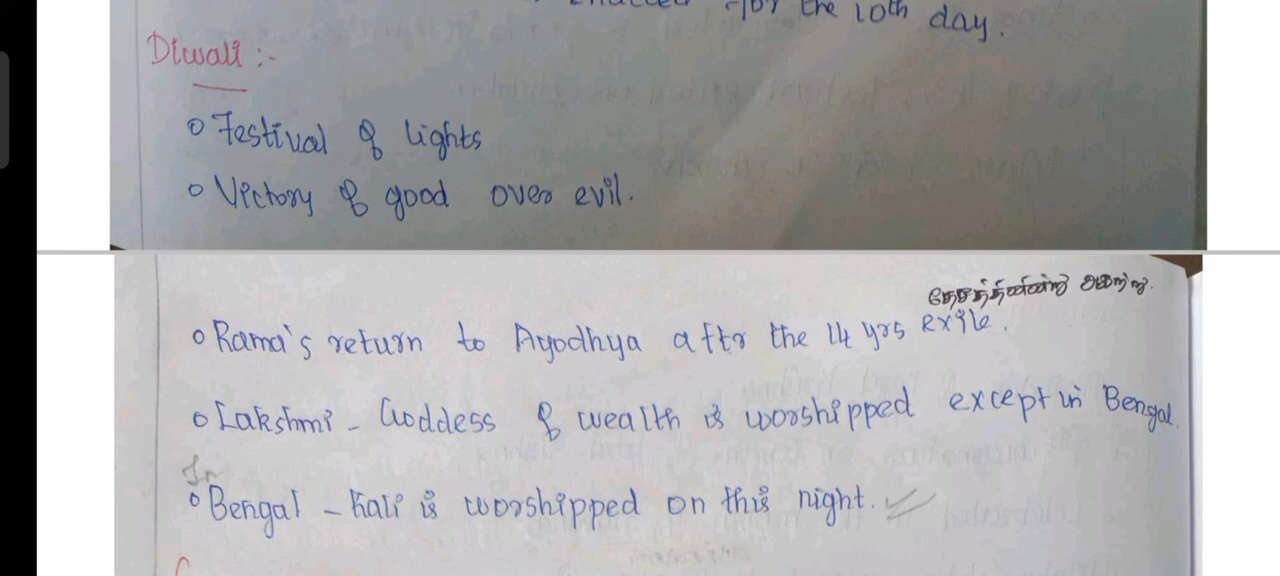 for the 10th day.
Diwali :-
o Festival of lights
o Victory of good over evil.
o Rama's return to Ayodhya after the 14 yrs exile.
o Lakshmi - Goddess of wealth is worshipped except in Bengal.
In
o Bengal - Kali is worshipped on this night.